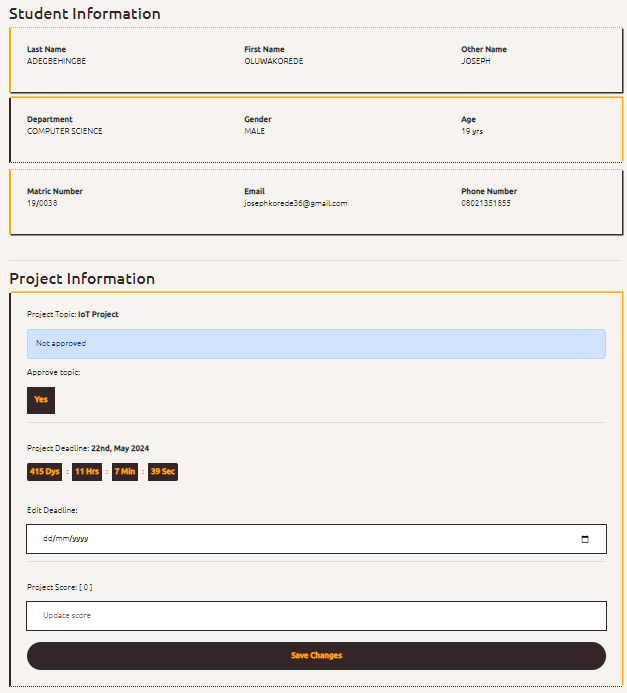 Student Information
Last Name First Name Other Name
ADEGBEHINGBE OLUWAKOREDE JOSEPH
Department Gender Age
COMPUTER SCIENCE MALE 19 yrs
Matric Number Email Phone Number
19/0038 josephkorede36@gmail.com 08021351855
Project Information
Project Topic: IoT Project
Not approved
Approve topic:
Yes
Project Deadline: 22nd, May 2024
415 Dys : 11 Hrs : 7 Min : 39 Sec
Edit Deadline:
dd/mm/yyyy
Project Score: [ 0 ]
Update score
Save Changes